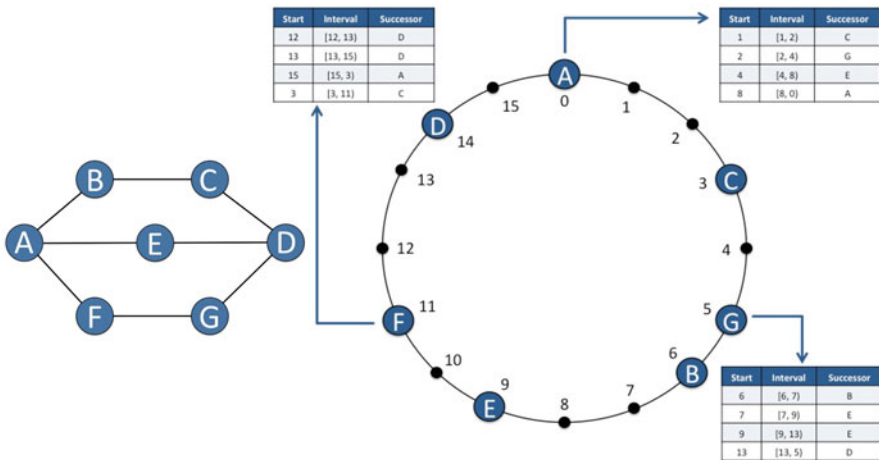 Start Interval Successor
12 [12, 13) D
13 [13, 15) D
15 [15, 3) A
3 [3, 11) C
Start Interval Successor
1 [1, 2) C
2 [2, 4) G
4 [4, 8) E
8 [8, 0) A
B C
A E D
F G
A
0
15
1
D
14
2
13
C
3
12
4
F
11
G
5
10
B
6
E
9
8
7
Start Interval Successor
6 [6, 7) B
7 [7, 9) E
9 [9, 13) E
13 [13, 5) D